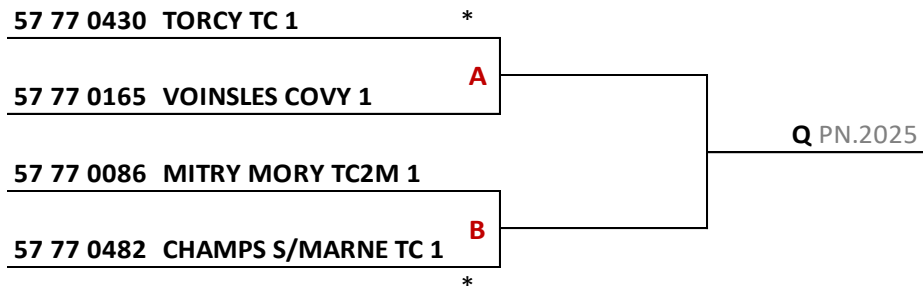 57 77 0430 TORCY TC 1 *
A
57 77 0165 VOINSLES COVY 1
Q PN.2025
57 77 0086 MITRY MORY TC2M 1
B
57 77 0482 CHAMPS S/MARNE TC 1
*